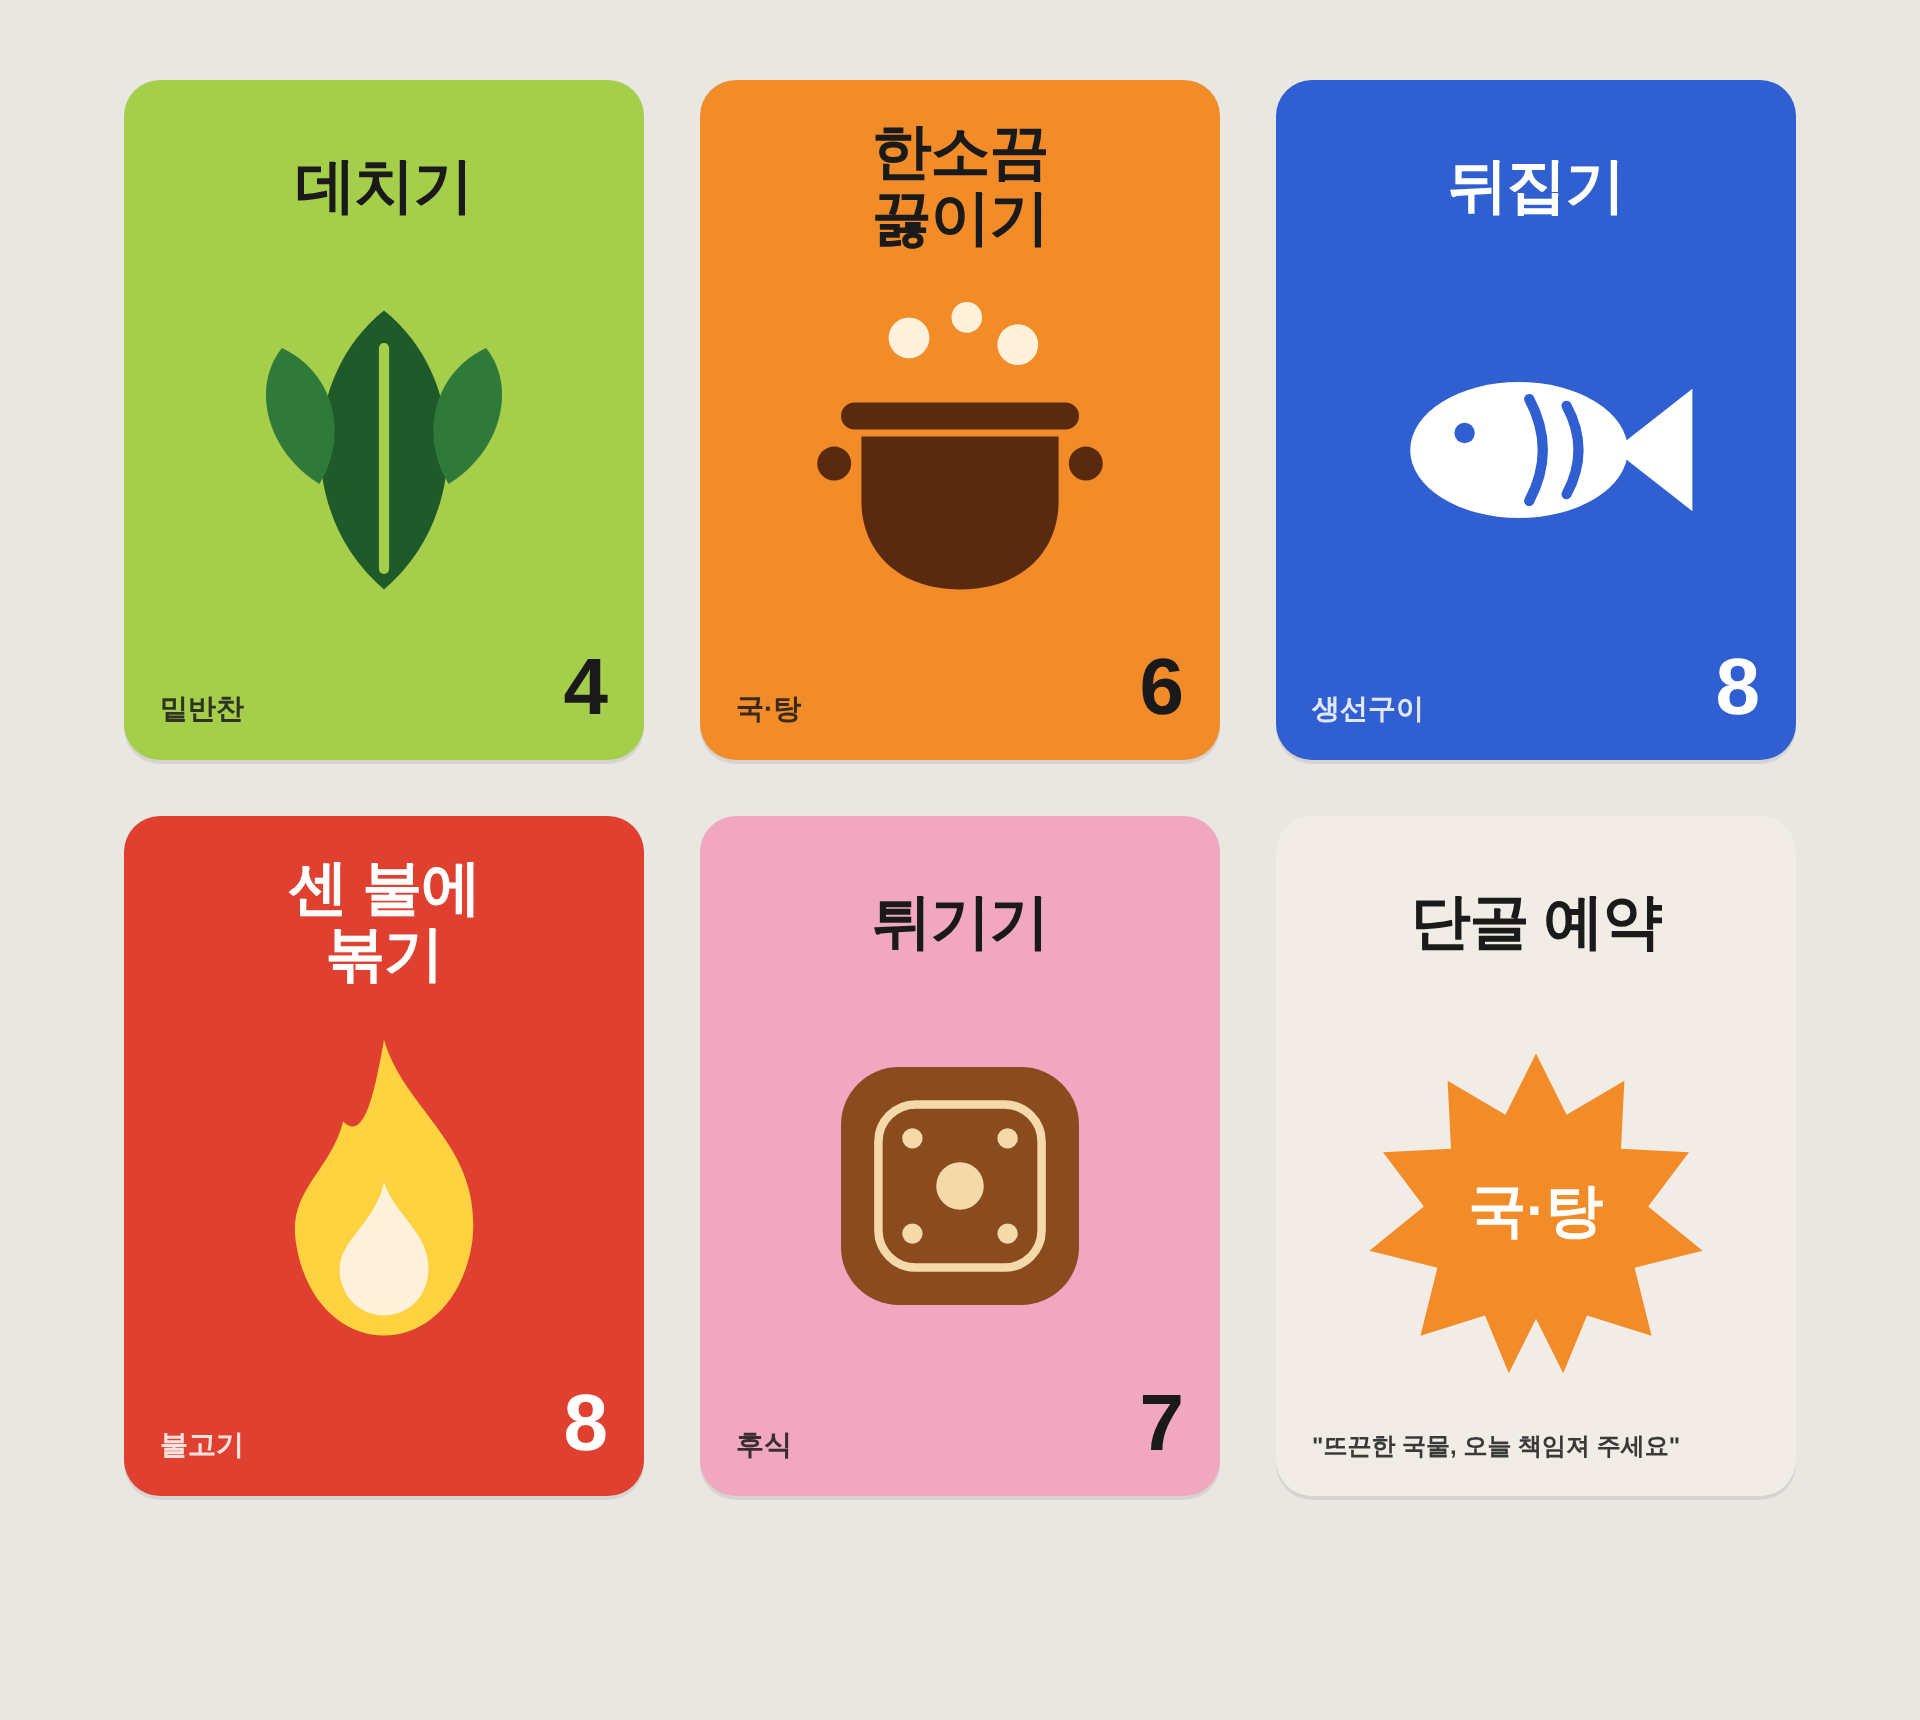 데치기
밑반찬
4
한소끔
끓이기
국·탕
6
뒤집기
생선구이
8
센 불에
볶기
불고기
8
튀기기
후식
7
단골 예약
국·탕
"뜨끈한 국물, 오늘 책임져 주세요"